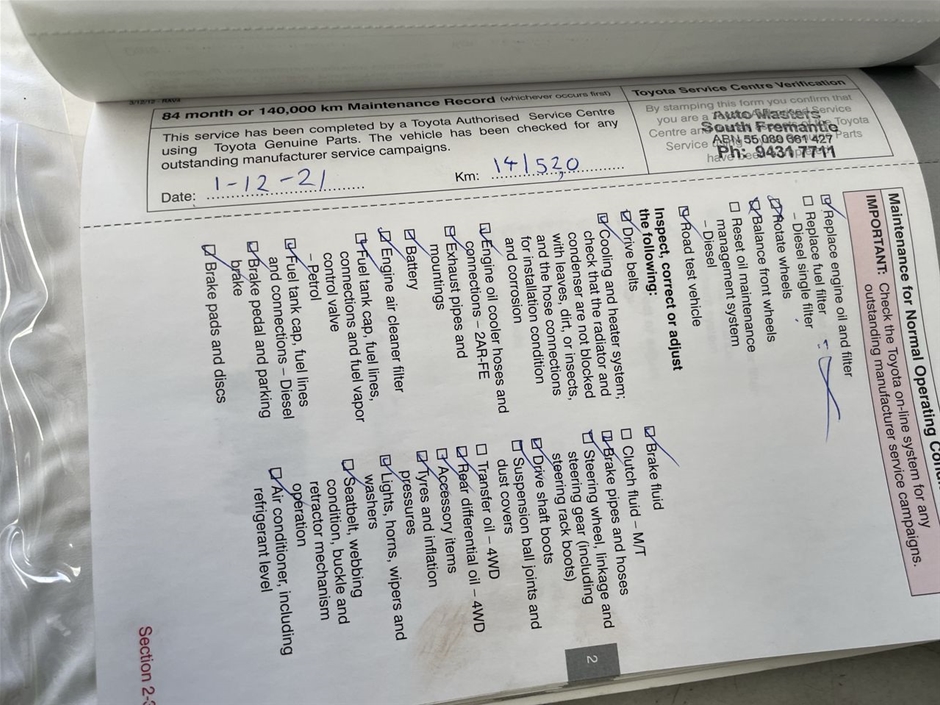 84 month or 140,000 km Maintenance Record (whichever occurs first)
This service has been completed by a Toyota Authorised Service Centre
using Toyota Genuine Parts. The vehicle has been checked for any
outstanding manufacturer service campaigns.
Date: 1-12-21
Km: 141520
Toyota Service Centre Verification
By stamping this form you confirm that
you are a
Centre
Service
have
Service
Toyota
Parts
Auto Masters
South Fremantle
ABN 55 080 661 427
Ph: 9431 7711
Maintenance for Normal Operating
IMPORTANT: Check the Toyota on-line system for any
outstanding manufacturer service campaigns.
Replace engine oil and filter
Replace fuel filter
– Diesel single filter
Rotate wheels
Balance front wheels
Reset oil maintenance
management system
– Diesel
Road test vehicle
Inspect, correct or adjust
the following:
Drive belts
Cooling and heater system;
check that the radiator and
condenser are not blocked
with leaves, dirt, or insects,
and the hose connections
for installation condition
and corrosion
Engine oil cooler hoses and
connections – 2AR-FE
Exhaust pipes and
mountings
Battery
Engine air cleaner filter
Fuel tank cap, fuel lines,
connections and fuel vapor
control valve
– Petrol
Fuel tank cap, fuel lines
and connections – Diesel
Brake pedal and parking
brake
Brake pads and discs
Brake fluid
Clutch fluid – M/T
Brake pipes and hoses
Steering wheel, linkage and
steering gear (including
steering rack boots)
Drive shaft boots
Suspension ball joints and
dust covers
Transfer oil – 4WD
Rear differential oil – 4WD
Accessory items
Tyres and inflation
pressures
Lights, horns, wipers and
washers
Seatbelt, webbing
condition, buckle and
retractor mechanism
operation
Air conditioner, including
refrigerant level
2
Section 2-